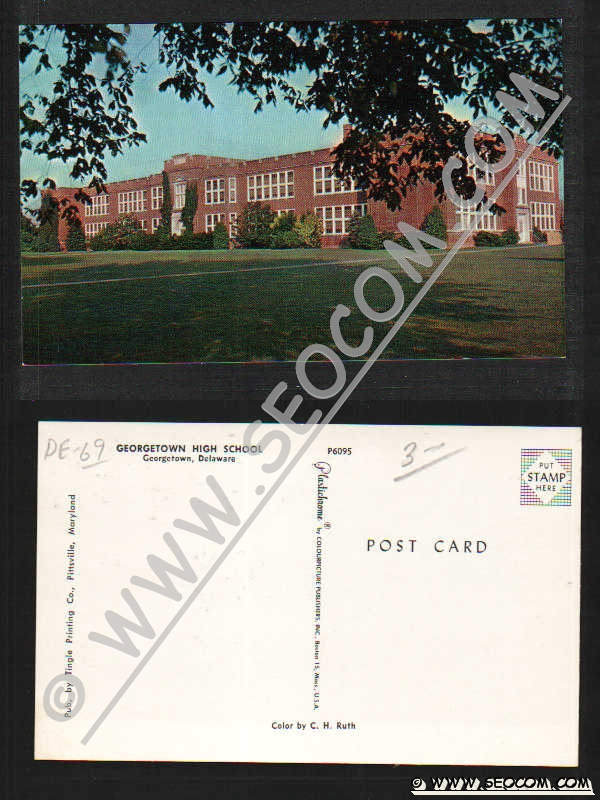 © WWW.SEOCOM.COM
DE-69
GEORGETOWN HIGH SCHOOL
Georgetown, Delaware
Pub. by Tingle Printing Co., Pittsville, Maryland
P6095
Plastichrome ® by COLOURPICTURE PUBLISHERS, INC., Boston 15, Mass., U.S.A.
3-
PUT
STAMP
HERE
POST CARD
Color by C. H. Ruth
© WWW.SEOCOM.COM